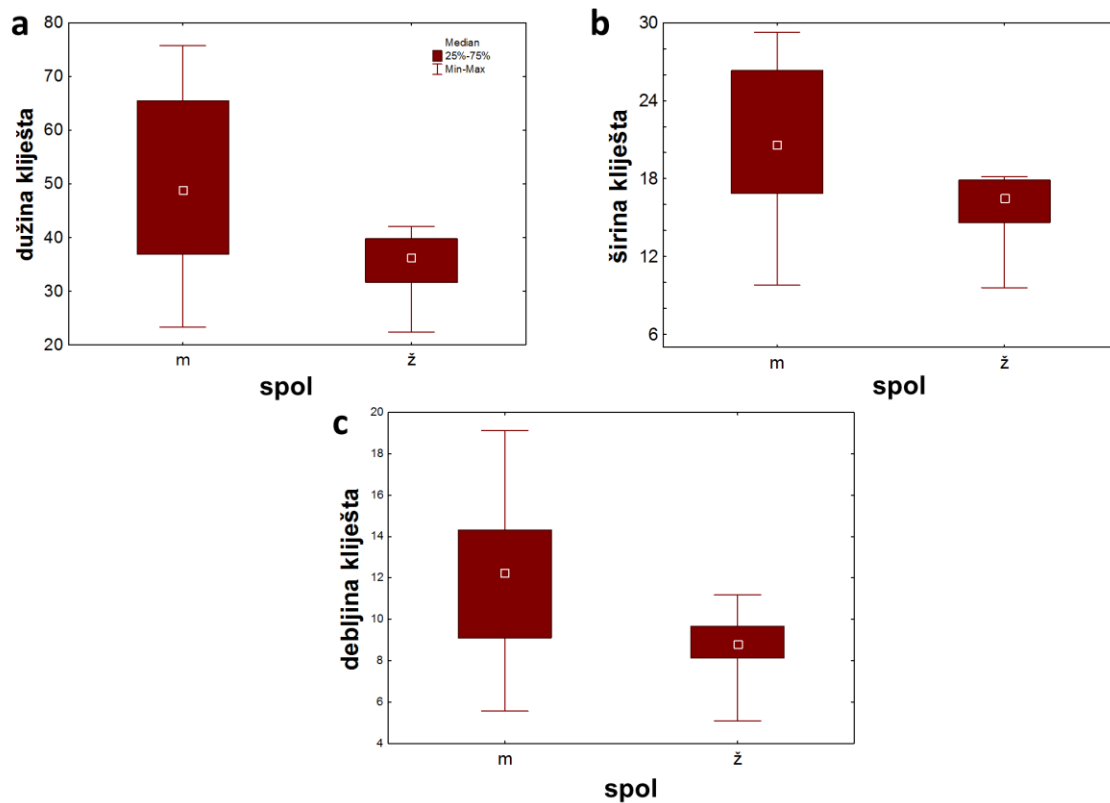 a
80
70
60
50
40
30
20
dužina kliješta
Median
25%-75%
Min-Max
m
ž
spol
b
30
24
18
12
6
širina kliješta
m
ž
spol
c
20
18
16
14
12
10
8
6
4
debljina kliješta
m
ž
spol